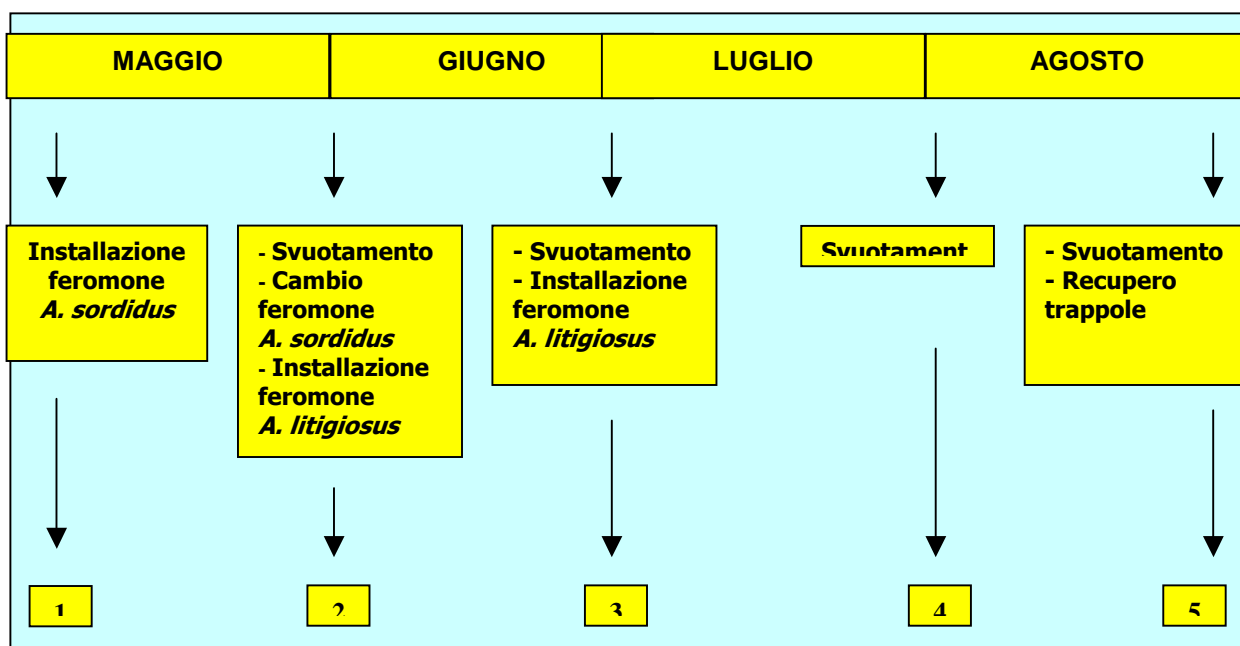 MAGGIO GIUGNO LUGLIO AGOSTO
Installazione
feromone
A. sordidus
- Svuotamento
- Cambio
feromone
A. sordidus
- Installazione
feromone
A. litigiosus
- Svuotamento
- Installazione
feromone
A. litigiosus
Svuotament
- Svuotamento
- Recupero
trappole
1 2 3 4 5